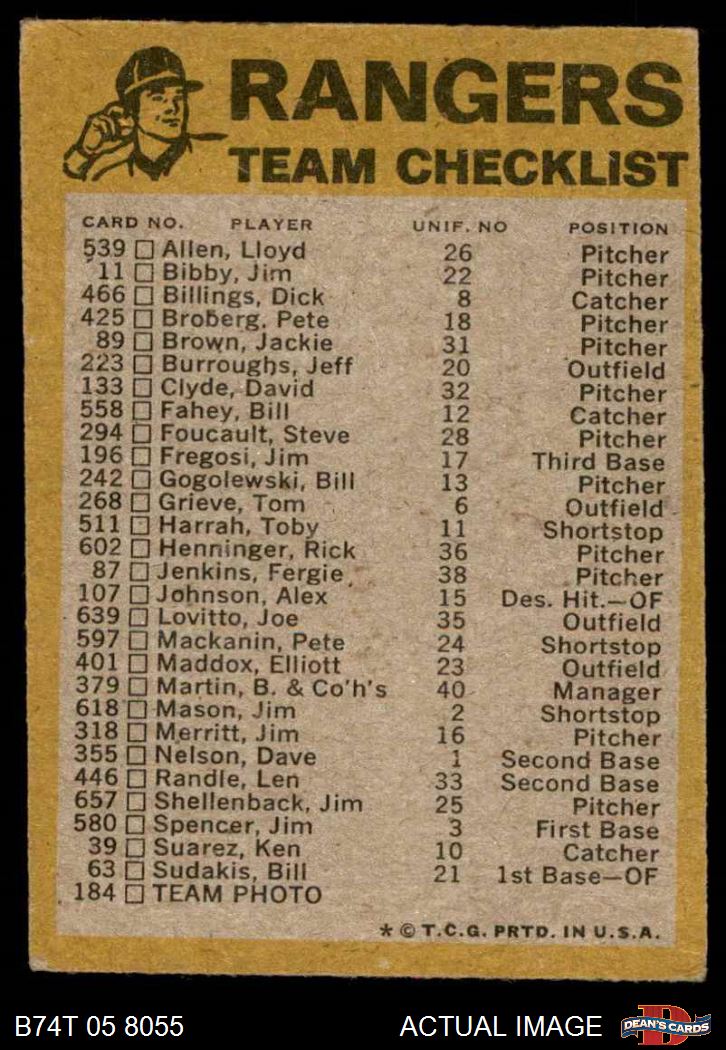 RANGERS
TEAM CHECKLIST
CARD NO. PLAYER UNIF. NO POSITION
539 Allen, Lloyd 26 Pitcher
11 Bibby, Jim 22 Pitcher
466 Billings, Dick 8 Catcher
425 Broberg, Pete 18 Pitcher
89 Brown, Jackie 31 Pitcher
223 Burroughs, Jeff 20 Outfield
133 Clyde, David 32 Pitcher
558 Fahey, Bill 12 Catcher
294 Foucault, Steve 28 Pitcher
196 Fregosi, Jim 17 Third Base
242 Gogolewski, Bill 13 Pitcher
268 Grieve, Tom 6 Outfield
511 Harrah, Toby 11 Shortstop
602 Henninger, Rick 36 Pitcher
87 Jenkins, Fergie 38 Pitcher
107 Johnson, Alex 15 Des. Hit.—OF
639 Lovitto, Joe 35 Outfield
597 Mackanin, Pete 24 Shortstop
401 Maddox, Elliott 23 Outfield
379 Martin, B. & Co'h's 40 Manager
618 Mason, Jim 2 Shortstop
318 Merritt, Jim 16 Pitcher
355 Nelson, Dave 1 Second Base
446 Randle, Len 33 Second Base
657 Shellenback, Jim 25 Pitcher
580 Spencer, Jim 3 First Base
39 Suarez, Ken 10 Catcher
63 Sudakis, Bill 21 1st Base—OF
184 TEAM PHOTO
* © T.C.G. PRTD. IN U.S.A.
B74T 05 8055 ACTUAL IMAGE D DEAN'S CARDS